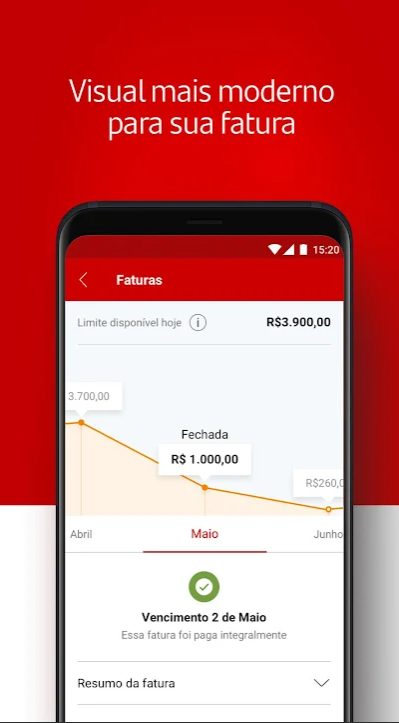 Visual mais moderno
para sua fatura
15:20
Faturas
Limite disponível hoje i R$3.900,00
3.700,00
Fechada
R$ 1.000,00
R$260,0
Abril Maio Junho
Vencimento 2 de Maio
Essa fatura foi paga integralmente
Resumo da fatura